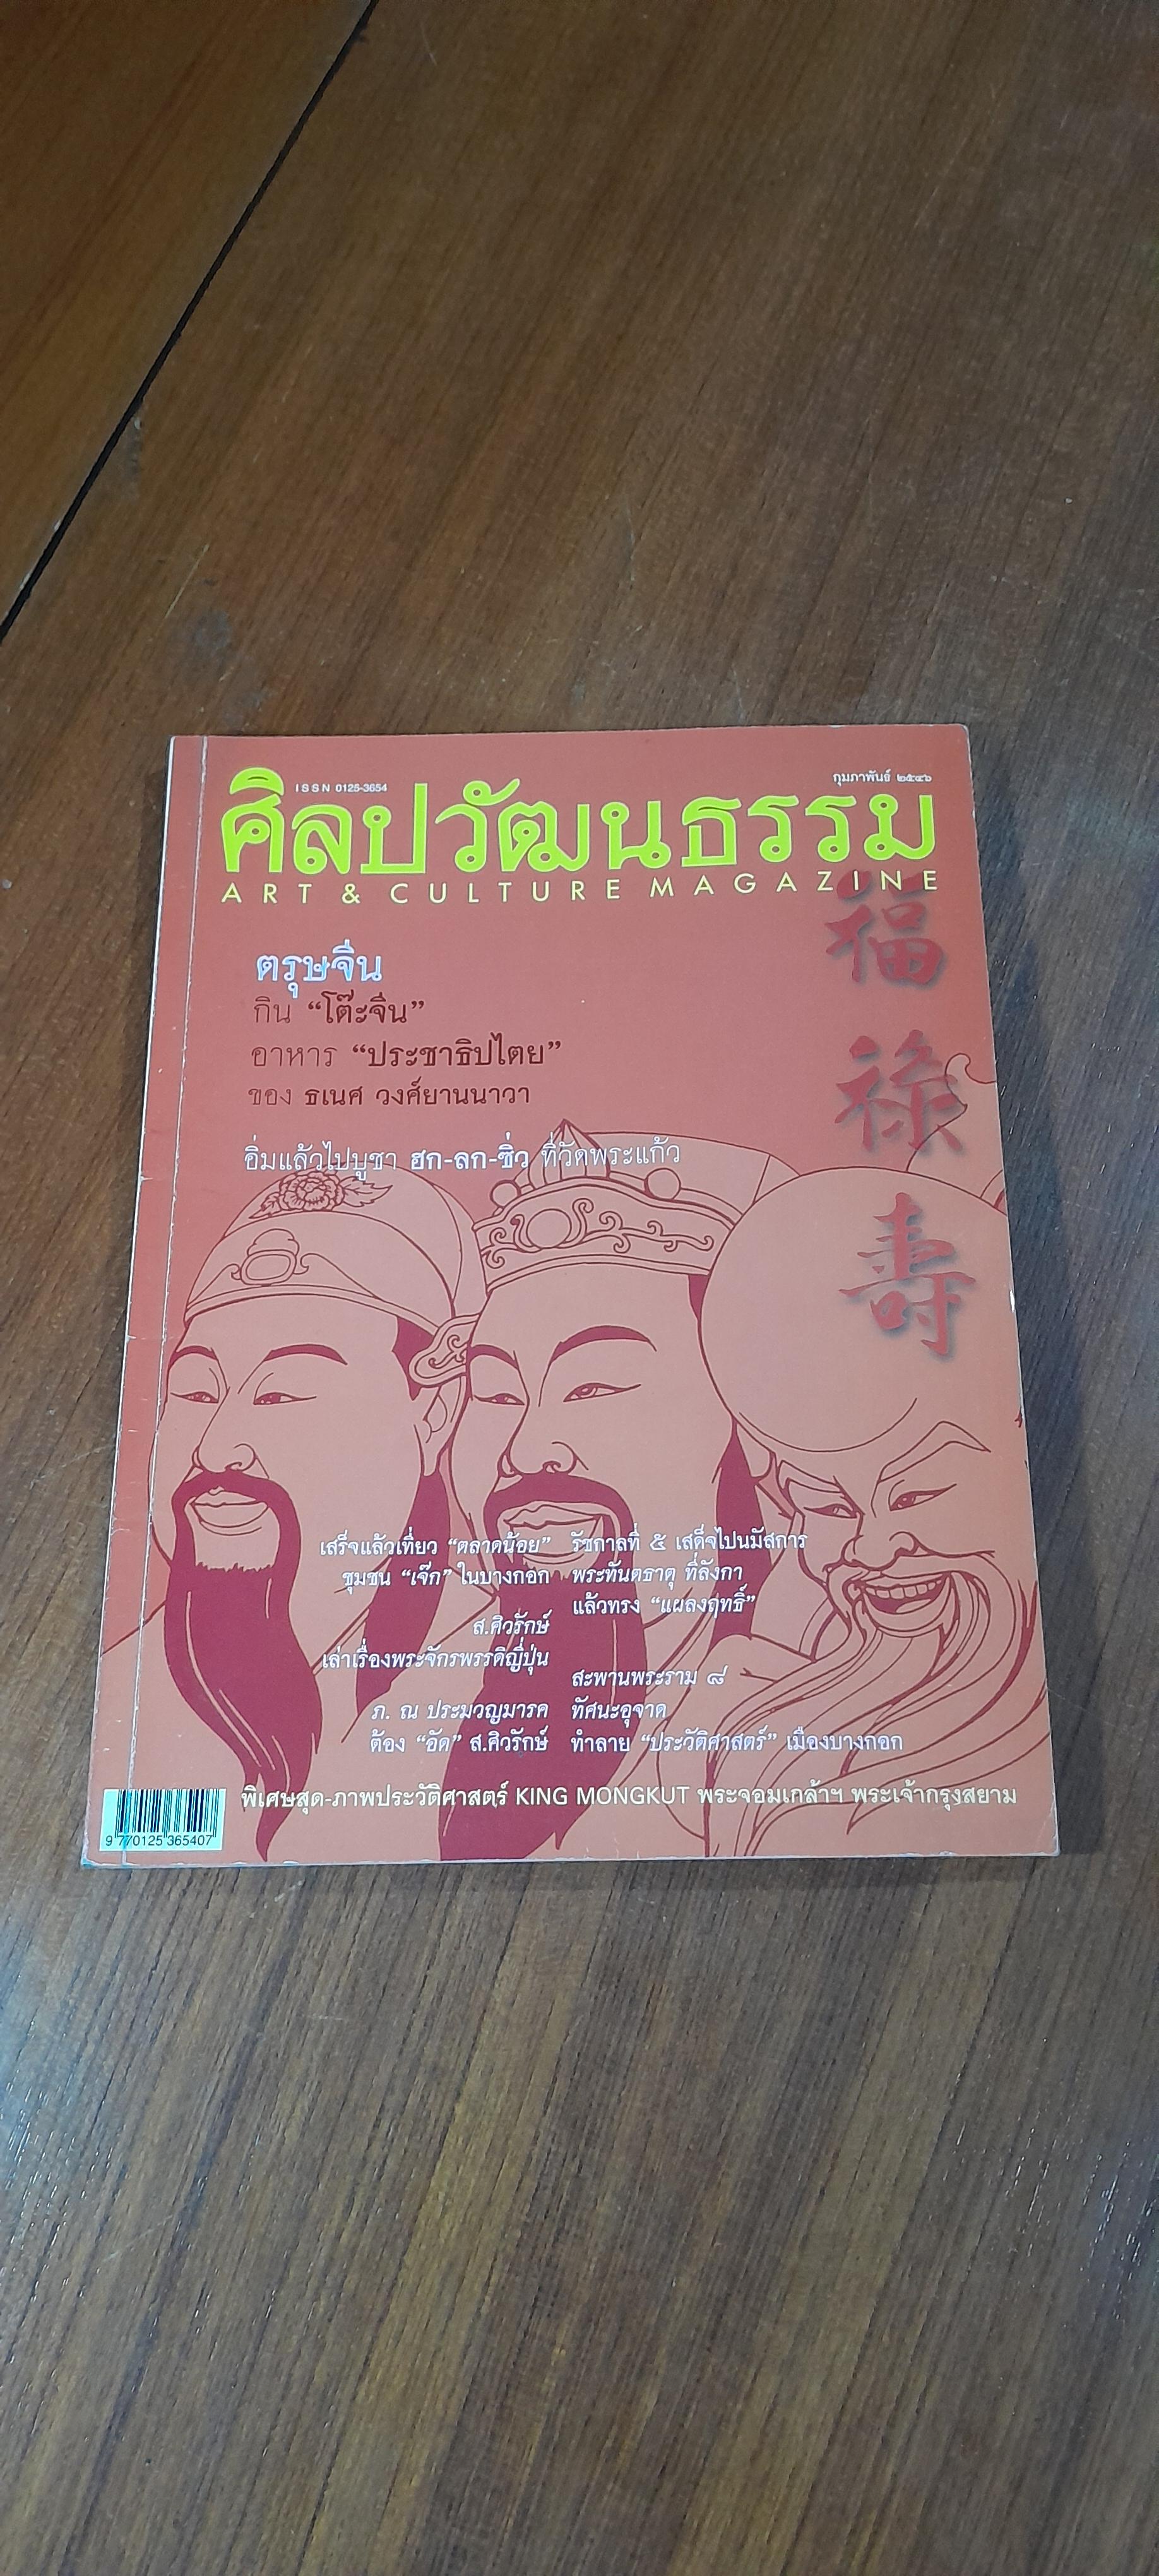 ISSN 0125-3654
กุมภาพันธ์ ๒๕๔๖
ศิลปวัฒนธรรม
ART & CULTURE MAGAZINE
福
禄
寿
ตรุษจีน
กิน “โต๊ะจีน”
อาหาร “ประชาธิปไตย”
ของ ธเนศ วงศ์ยานนาวา
อิ่มแล้วไปบูชา ฮก-ลก-ซิ่ว ที่วัดพระแก้ว
เสร็จแล้วเที่ยว “ตลาดน้อย”
ชุมชน “เจ๊ก” ในบางกอก
ส.ศิวรักษ์
เล่าเรื่องพระจักรพรรดิญี่ปุ่น
ภ. ณ ประมวญมารค
ต้อง “อัด” ส.ศิวรักษ์
รัชกาลที่ ๕ เสด็จไปนมัสการ
พระทันตธาตุ ที่ลังกา
แล้วทรง “แผลงฤทธิ์”
สะพานพระราม ๘
ทัศนะอุจาด
ทำลาย “ประวัติศาสตร์” เมืองบางกอก
พิเศษสุด-ภาพประวัติศาสตร์ KING MONGKUT พระจอมเกล้าฯ พระเจ้ากรุงสยาม
9 770125 365407